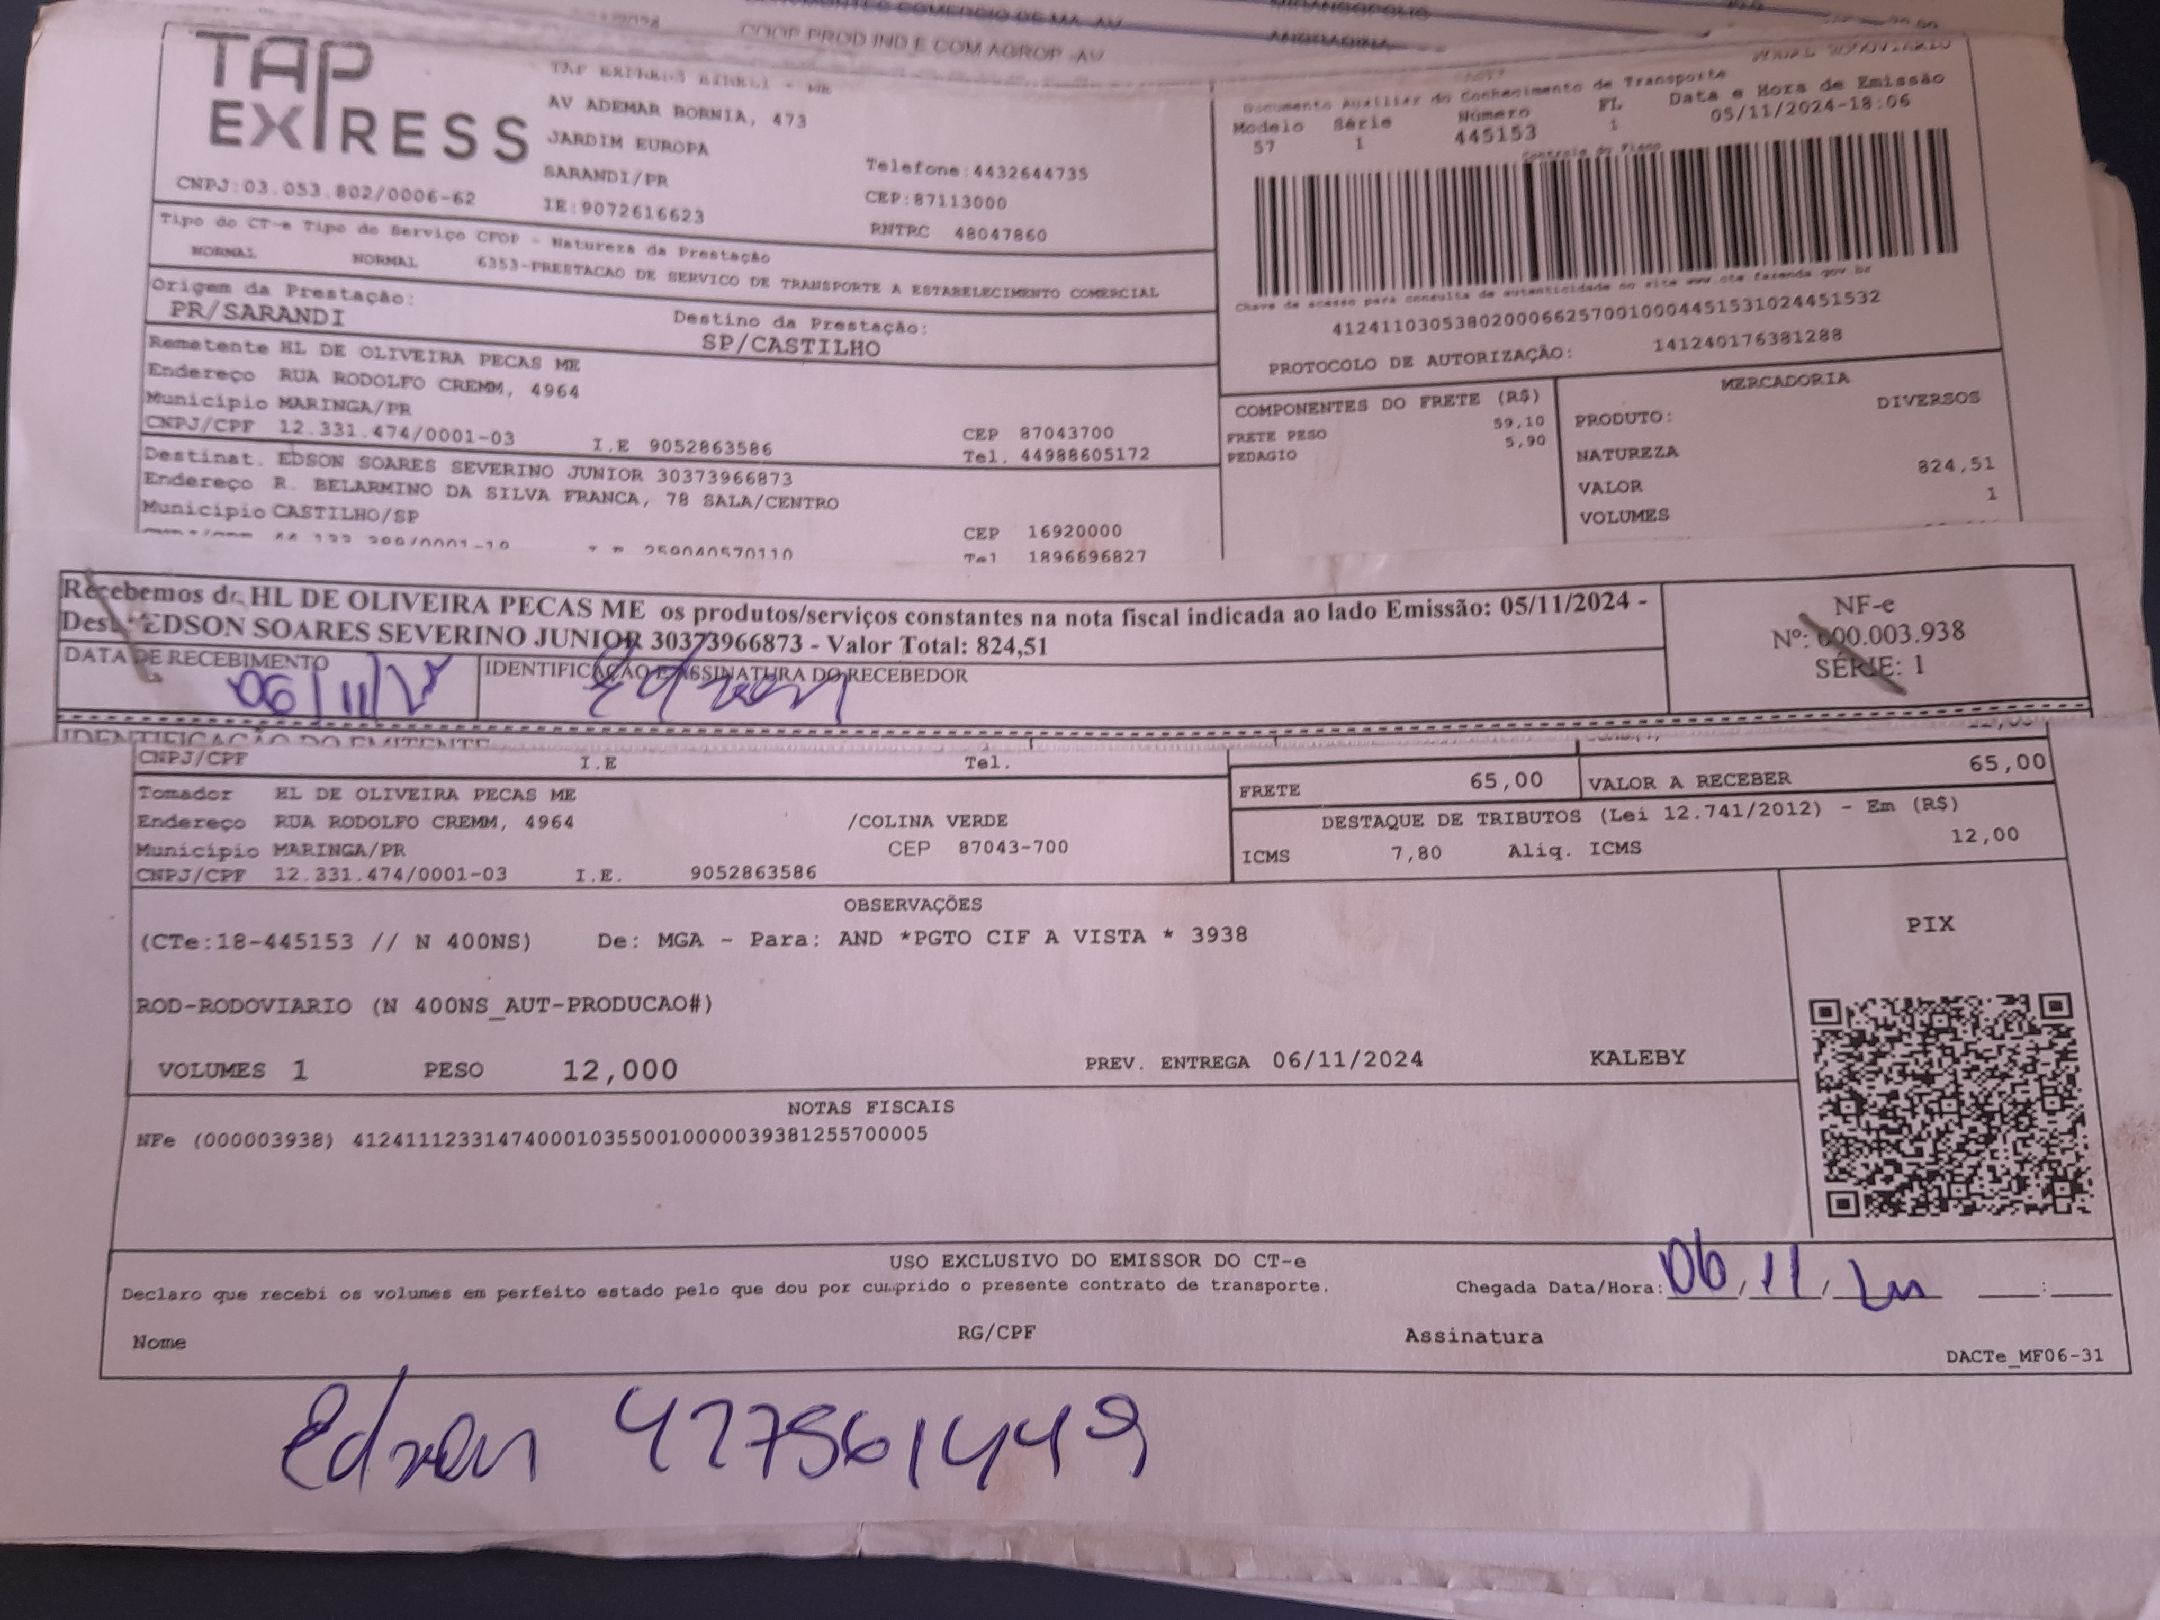 COOP PROD IND E COM AGROP -AV
TAP
EXPRESS
TAP EXPRESS EIRELI - ME
AV ADEMAR BORNIA, 473
JARDIM EUROPA
SARANDI/PR
Telefone:4432644735
CNPJ:03.053.802/0006-62
IE:9072616623
CEP:87113000
RNTRC 48047860
Documento Auxiliar do Conhecimento de Transporte
Modelo Série Número FL Data e Hora de Emissão
57 1 445153 1 05/11/2024-18:06
Controle do Fisco
Chave de acesso para consulta de autenticidade no site www.cte.fazenda.gov.br
41241103053802000662570010004451531024451532
PROTOCOLO DE AUTORIZAÇÃO: 141240176381288
Tipo do CT-e Tipo do Serviço CFOP - Natureza da Prestação
NORMAL NORMAL 6353-PRESTACAO DE SERVICO DE TRANSPORTE A ESTABELECIMENTO COMERCIAL
Origem da Prestação: Destino da Prestação:
PR/SARANDI SP/CASTILHO
Remetente HL DE OLIVEIRA PECAS ME
Endereço RUA RODOLFO CREMM, 4964
Município MARINGA/PR CEP 87043700
CNPJ/CPF 12.331.474/0001-03 I.E 9052863586 Tel. 44988605172
Destinat. EDSON SOARES SEVERINO JUNIOR 30373966873
Endereço R. BELARMINO DA SILVA FRANCA, 78 SALA/CENTRO
Município CASTILHO/SP CEP 16920000
Tel 1896696827
COMPONENTES DO FRETE (R$)
FRETE PESO 59,10
PEDAGIO 5,90
MERCADORIA
PRODUTO: DIVERSOS
NATUREZA
VALOR 824,51
VOLUMES 1
Recebemos de HL DE OLIVEIRA PECAS ME os produtos/serviços constantes na nota fiscal indicada ao lado Emissão: 05/11/2024 -
Dest.: EDSON SOARES SEVERINO JUNIOR 30373966873 - Valor Total: 824,51
DATA DE RECEBIMENTO IDENTIFICAÇÃO E ASSINATURA DO RECEBEDOR
06/11/ Edson
NF-e
Nº: 000.003.938
SÉRIE: 1
IDENTIFICAÇÃO DO EMITENTE
CNPJ/CPF I.E Tel.
Tomador HL DE OLIVEIRA PECAS ME
Endereço RUA RODOLFO CREMM, 4964 /COLINA VERDE
Município MARINGA/PR CEP 87043-700
CNPJ/CPF 12.331.474/0001-03 I.E. 9052863586
FRETE 65,00 VALOR A RECEBER 65,00
DESTAQUE DE TRIBUTOS (Lei 12.741/2012) - Em (R$)
ICMS 7,80 Aliq. ICMS 12,00
OBSERVAÇÕES
(CTe:18-445153 // N 400NS) De: MGA - Para: AND *PGTO CIF A VISTA * 3938
PIX
ROD-RODOVIARIO (N 400NS_AUT-PRODUCAO#)
VOLUMES 1 PESO 12,000 PREV. ENTREGA 06/11/2024 KALEBY
NOTAS FISCAIS
NFe (000003938) 41241112331474000103550010000039381255700005
USO EXCLUSIVO DO EMISSOR DO CT-e
Declaro que recebi os volumes em perfeito estado pelo que dou por cumprido o presente contrato de transporte. Chegada Data/Hora: 06/11/
Nome RG/CPF Assinatura
DACTe_MF06-31
Edson 427561449